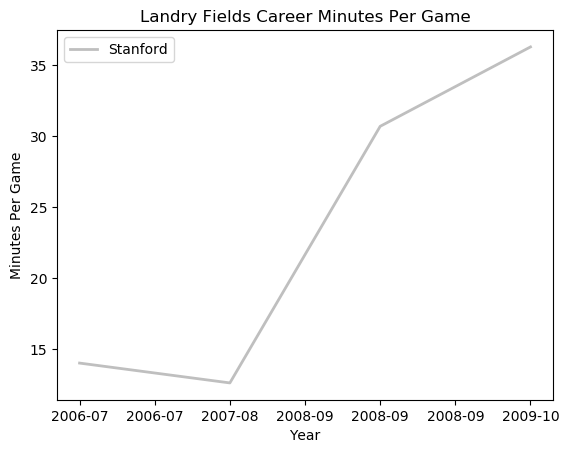 Landry Fields Career Minutes Per Game
Stanford
35
30
25
20
15
Minutes Per Game
2006-07 2006-07 2007-08 2008-09 2008-09 2008-09 2009-10
Year